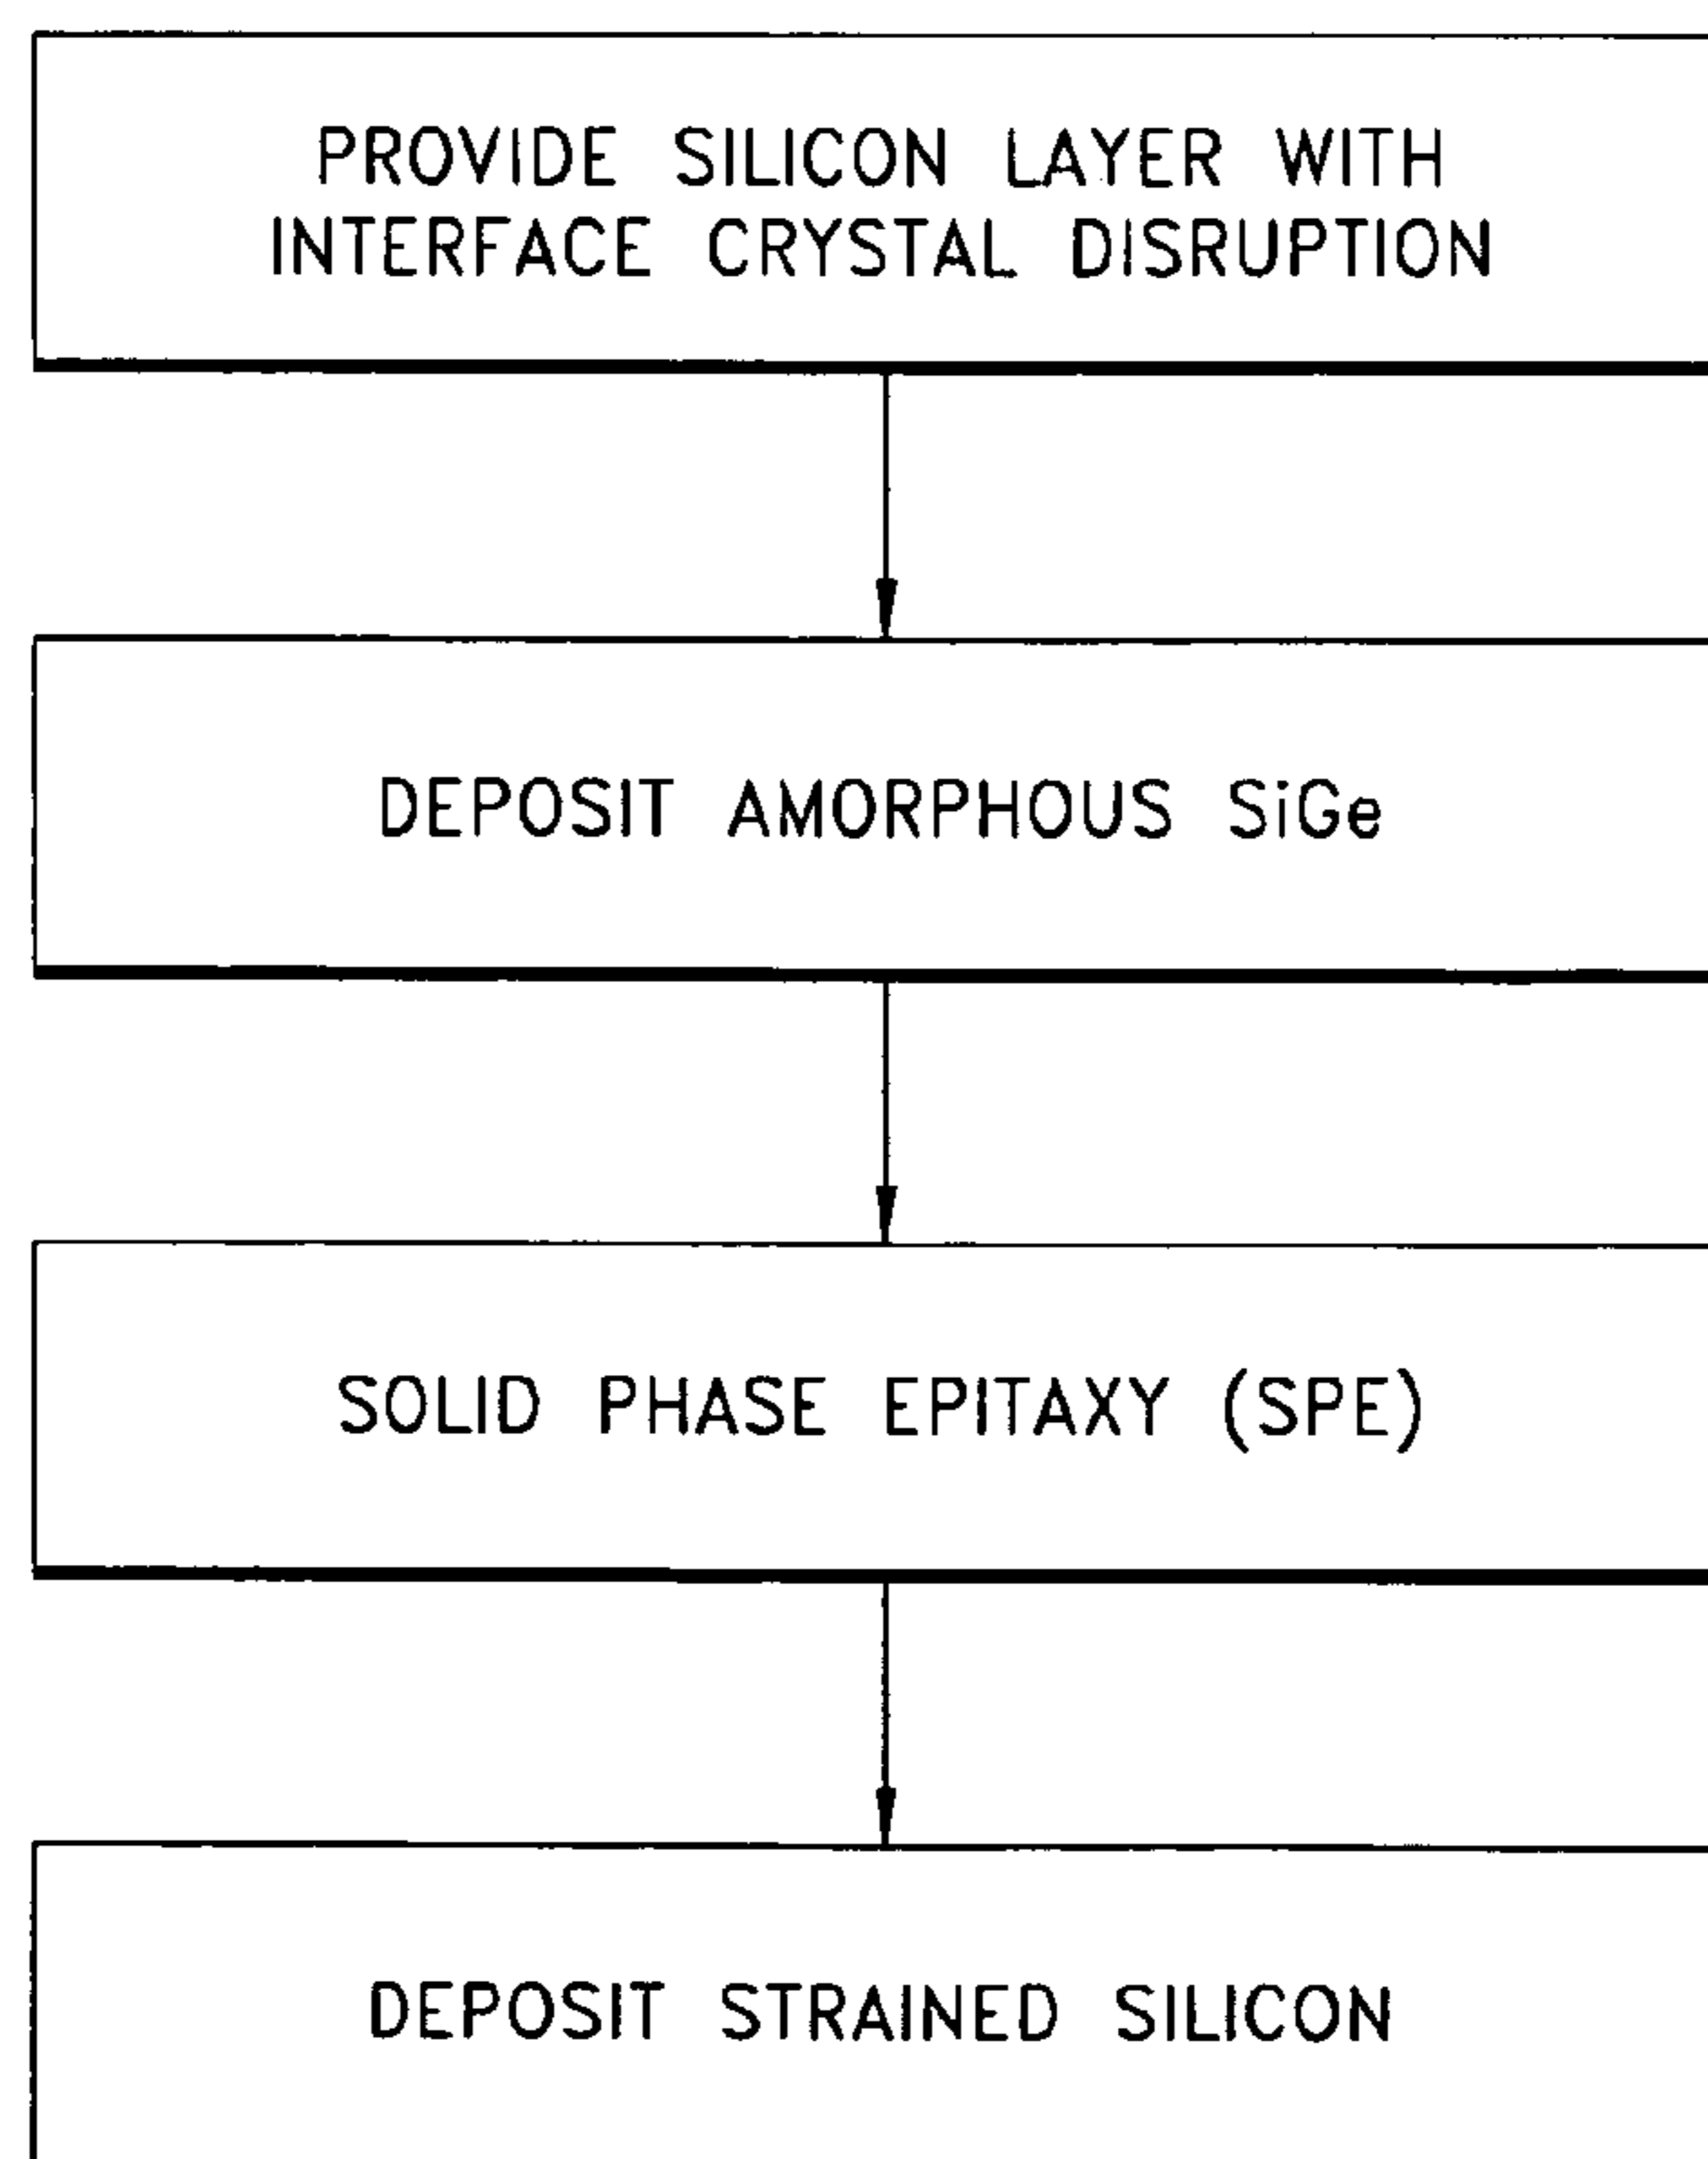 PROVIDE SILICON LAYER WITH
INTERFACE CRYSTAL DISRUPTION
DEPOSIT AMORPHOUS SiGe
SOLID PHASE EPITAXY (SPE)
DEPOSIT STRAINED SILICON